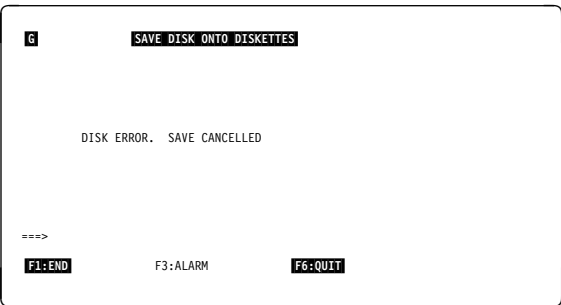 G SAVE DISK ONTO DISKETTES
DISK ERROR. SAVE CANCELLED
===>
F1:END F3:ALARM F6:QUIT